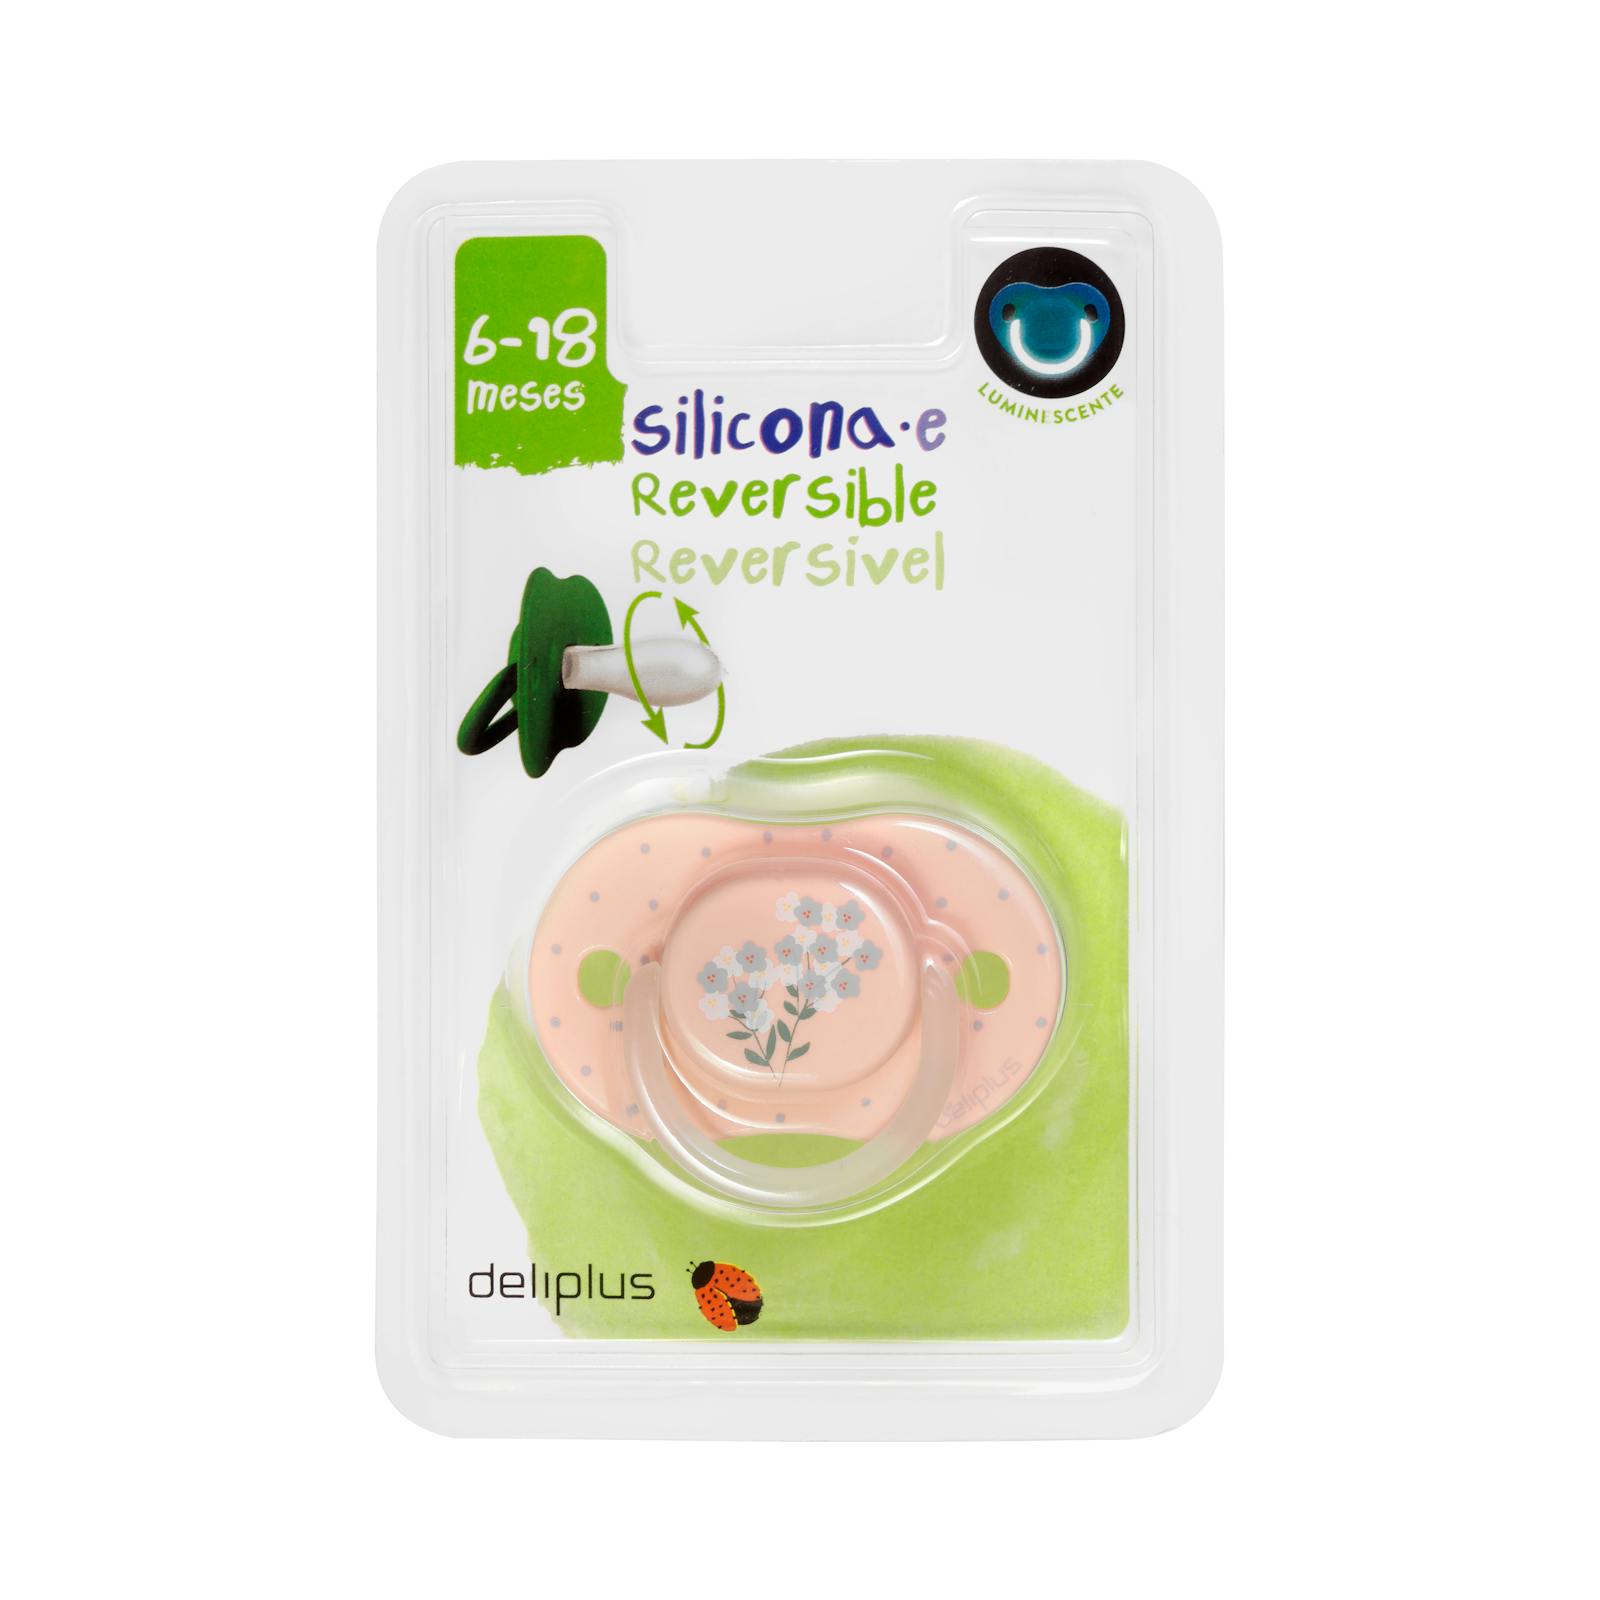 6-18
meses
LUMINESCENTE
silicona·e
Reversible
Reversivel
deliplus
deliplus